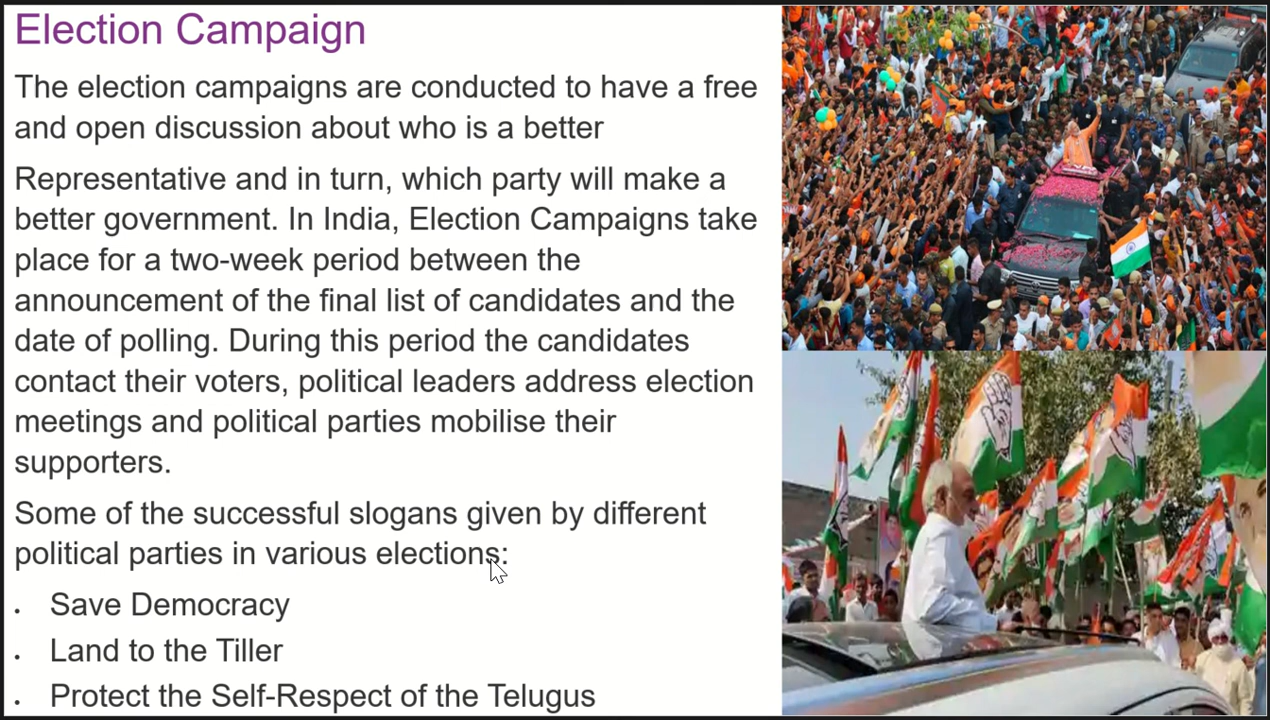 Election Campaign
The election campaigns are conducted to have a free
and open discussion about who is a better
Representative and in turn, which party will make a
better government. In India, Election Campaigns take
place for a two-week period between the
announcement of the final list of candidates and the
date of polling. During this period the candidates
contact their voters, political leaders address election
meetings and political parties mobilise their
supporters.
Some of the successful slogans given by different
political parties in various elections:
• Save Democracy
• Land to the Tiller
• Protect the Self-Respect of the Telugus